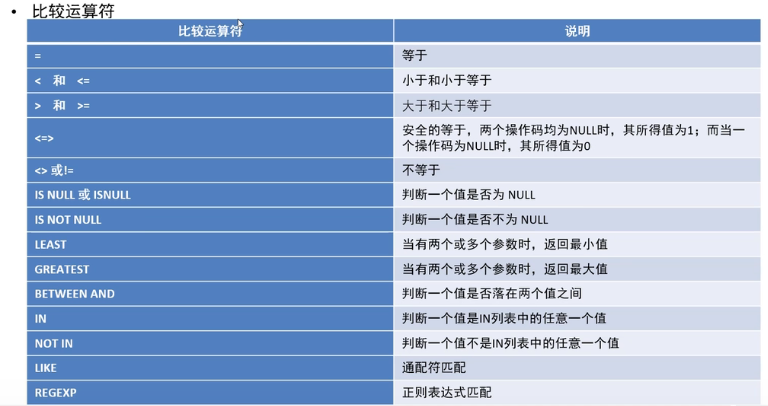 • 比较运算符
比较运算符 说明
= 等于
< 和 <= 小于和小于等于
> 和 >= 大于和大于等于
<=> 安全的等于，两个操作码均为NULL时，其所得值为1；而当一
个操作码为NULL时，其所得值为0
<> 或!= 不等于
IS NULL 或 ISNULL 判断一个值是否为 NULL
IS NOT NULL 判断一个值是否不为 NULL
LEAST 当有两个或多个参数时，返回最小值
GREATEST 当有两个或多个参数时，返回最大值
BETWEEN AND 判断一个值是否落在两个值之间
IN 判断一个值是IN列表中的任意一个值
NOT IN 判断一个值不是IN列表中的任意一个值
LIKE 通配符匹配
REGEXP 正则表达式匹配